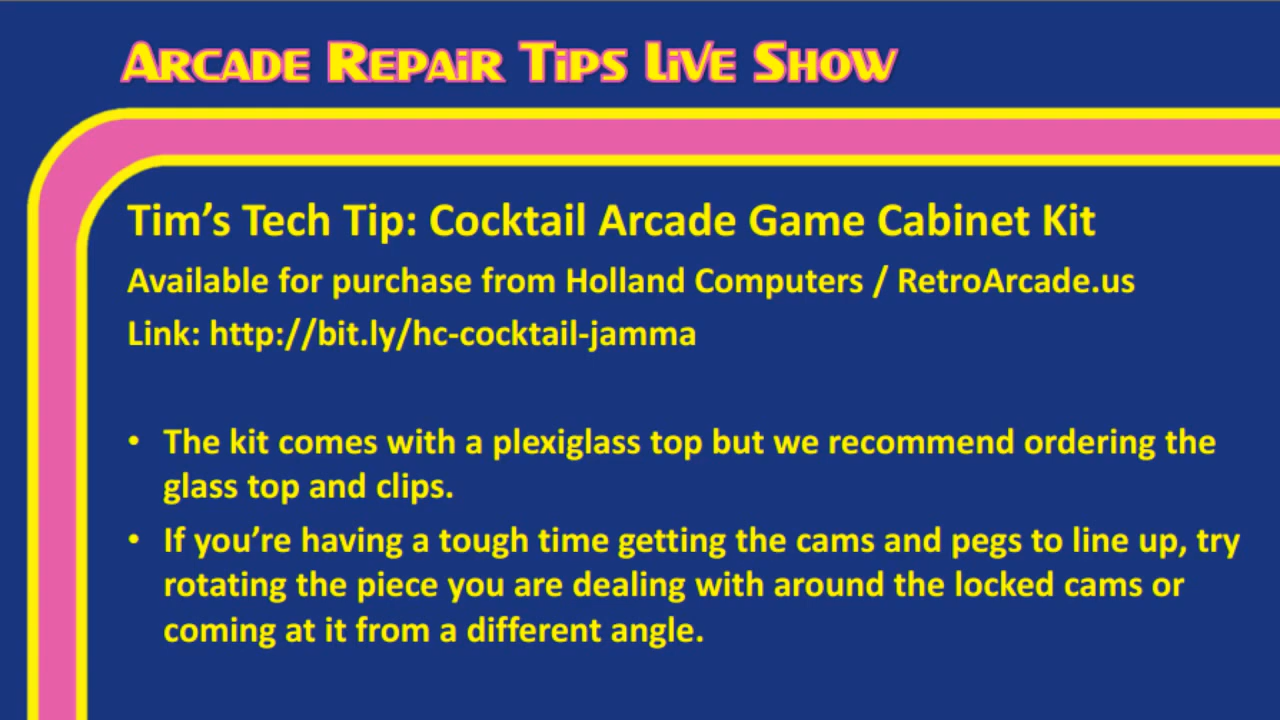 Arcade Repair Tips Live Show
Tim’s Tech Tip: Cocktail Arcade Game Cabinet Kit
Available for purchase from Holland Computers / RetroArcade.us
Link: http://bit.ly/hc-cocktail-jamma
• The kit comes with a plexiglass top but we recommend ordering the
glass top and clips.
• If you’re having a tough time getting the cams and pegs to line up, try
rotating the piece you are dealing with around the locked cams or
coming at it from a different angle.